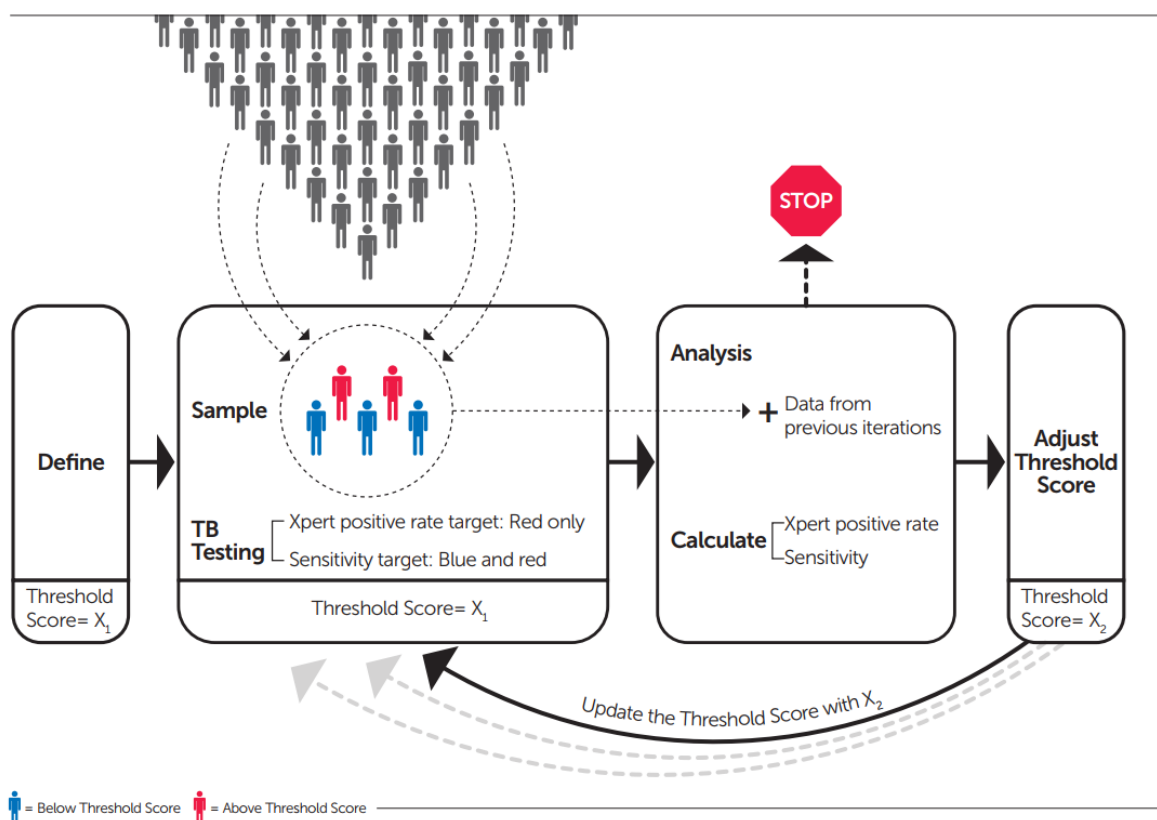 STOP
Define
Threshold
Score= X₁
Sample
TB
Testing
Xpert positive rate target: Red only
Sensitivity target: Blue and red
Threshold Score= X₁
Analysis
+ Data from
previous iterations
Calculate
Xpert positive rate
Sensitivity
Adjust
Threshold
Score
Threshold
Score= X₂
Update the Threshold Score with X₂
= Below Threshold Score
= Above Threshold Score